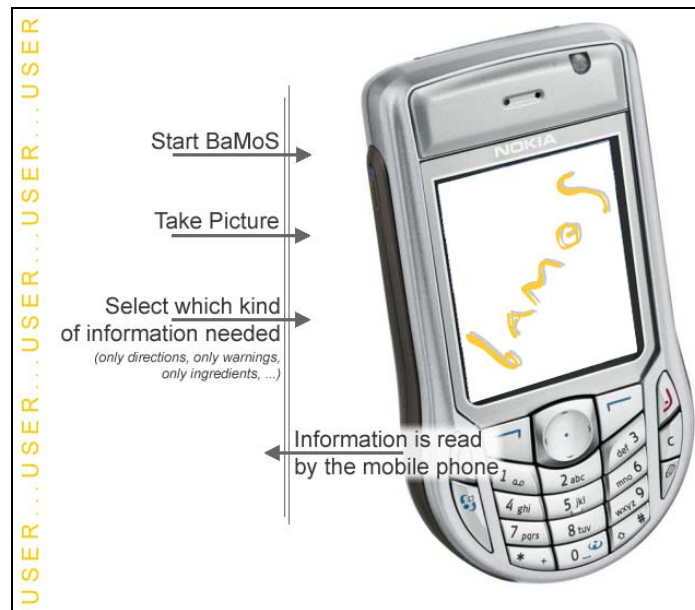 USER...USER...USER...USER...USER
Start BaMoS
Take Picture
Select which kind
of information needed
(only directions, only warnings,
only ingredients, ...)
Information is read
by the mobile phone
NOKIA
bamos
def 3
1
2 abc
mno 6
4 ghi
5 jkl
wxyz 9
7 pqrs
8 tuv
#
* +
0
C